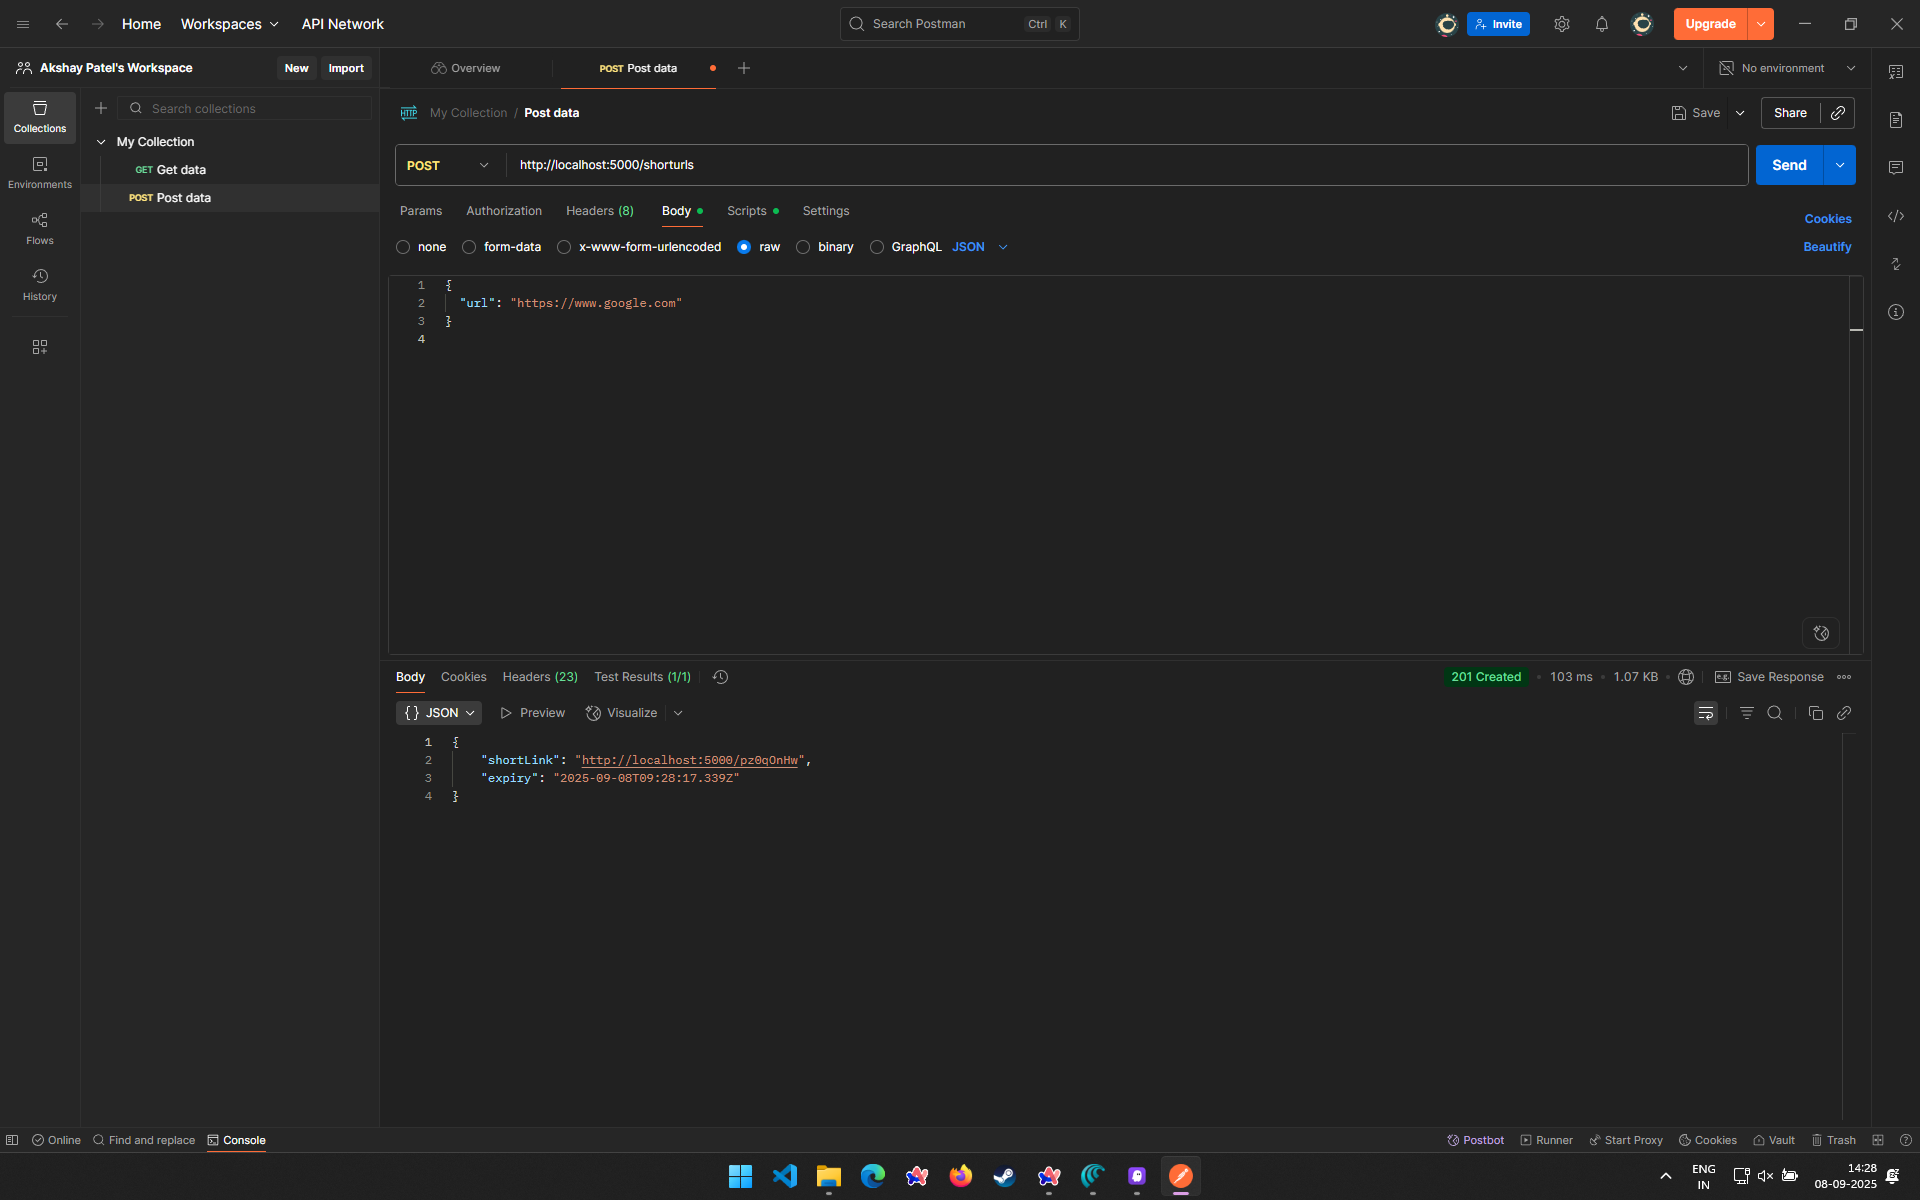 Home Workspaces API Network Search Postman Ctrl K Invite Upgrade
Akshay Patel's Workspace New Import Overview POST Post data No environment
Collections
Environments
Flows
History
Search collections
My Collection
GET Get data
POST Post data
HTTP My Collection / Post data Save Share
POST http://localhost:5000/shorturls Send
Params Authorization Headers (8) Body Scripts Settings Cookies
none form-data x-www-form-urlencoded raw binary GraphQL JSON Beautify
1 {
2 "url": "https://www.google.com"
3 }
4
Body Cookies Headers (23) Test Results (1/1) 201 Created 103 ms 1.07 KB e.g. Save Response
{} JSON Preview Visualize
1 {
2 "shortLink": "http://localhost:5000/pz0qOnHw",
3 "expiry": "2025-09-08T09:28:17.339Z"
4 }
Online Find and replace Console Postbot Runner Start Proxy Cookies Vault Trash
ENG
IN
14:28
08-09-2025